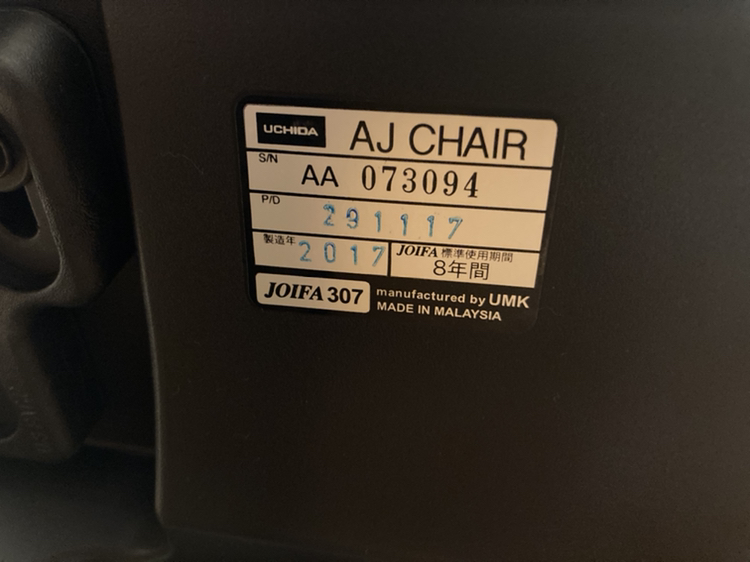 UCHIDA AJ CHAIR
S/N AA 073094
P/D 291117
製造年 2017 JOIFA 標準使用期間
8年間
JOIFA 307 manufactured by UMK
MADE IN MALAYSIA